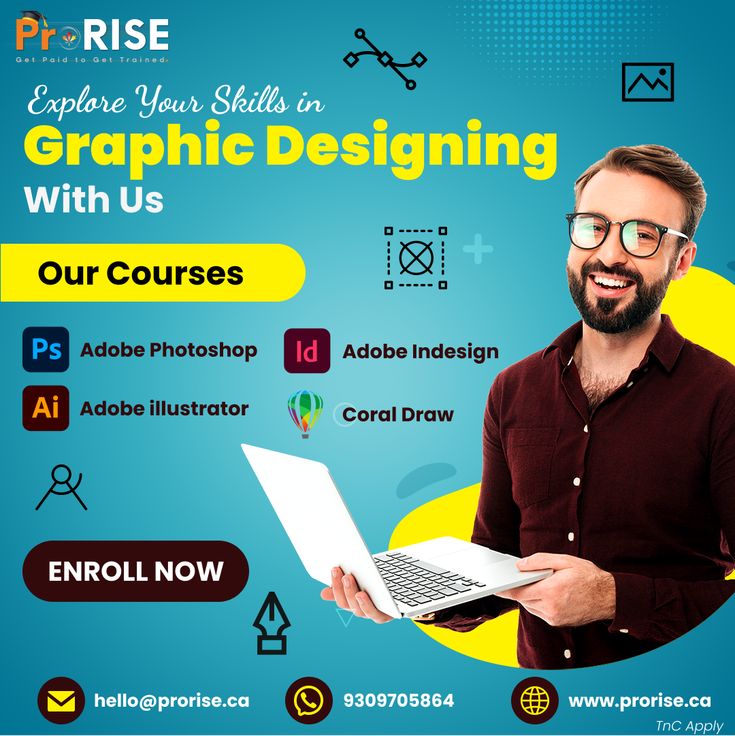 ProRISE
Get Paid to Get Trained
Explore Your Skills in
Graphic Designing
With Us
Our Courses
Ps Adobe Photoshop
Id Adobe Indesign
Ai Adobe illustrator
Coral Draw
ENROLL NOW
hello@prorise.ca
9309705864
www.prorise.ca
TnC Apply